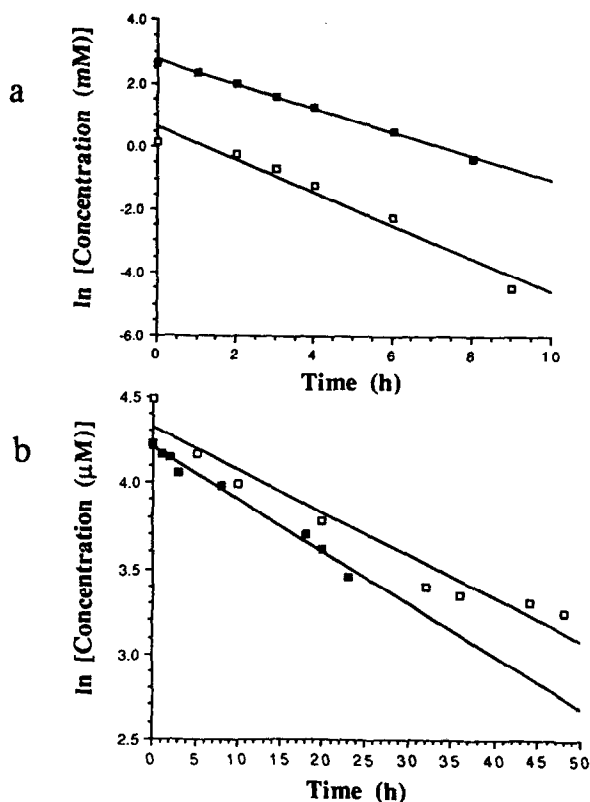 a
ln [Concentration (mM)]
4.0
2.0
0.0
-2.0
-4.0
-6.0
0 2 4 6 8 10
Time (h)
b
ln [Concentration (µM)]
4.5
4.0
3.5
3.0
2.5
0 5 10 15 20 25 30 35 40 45 50
Time (h)